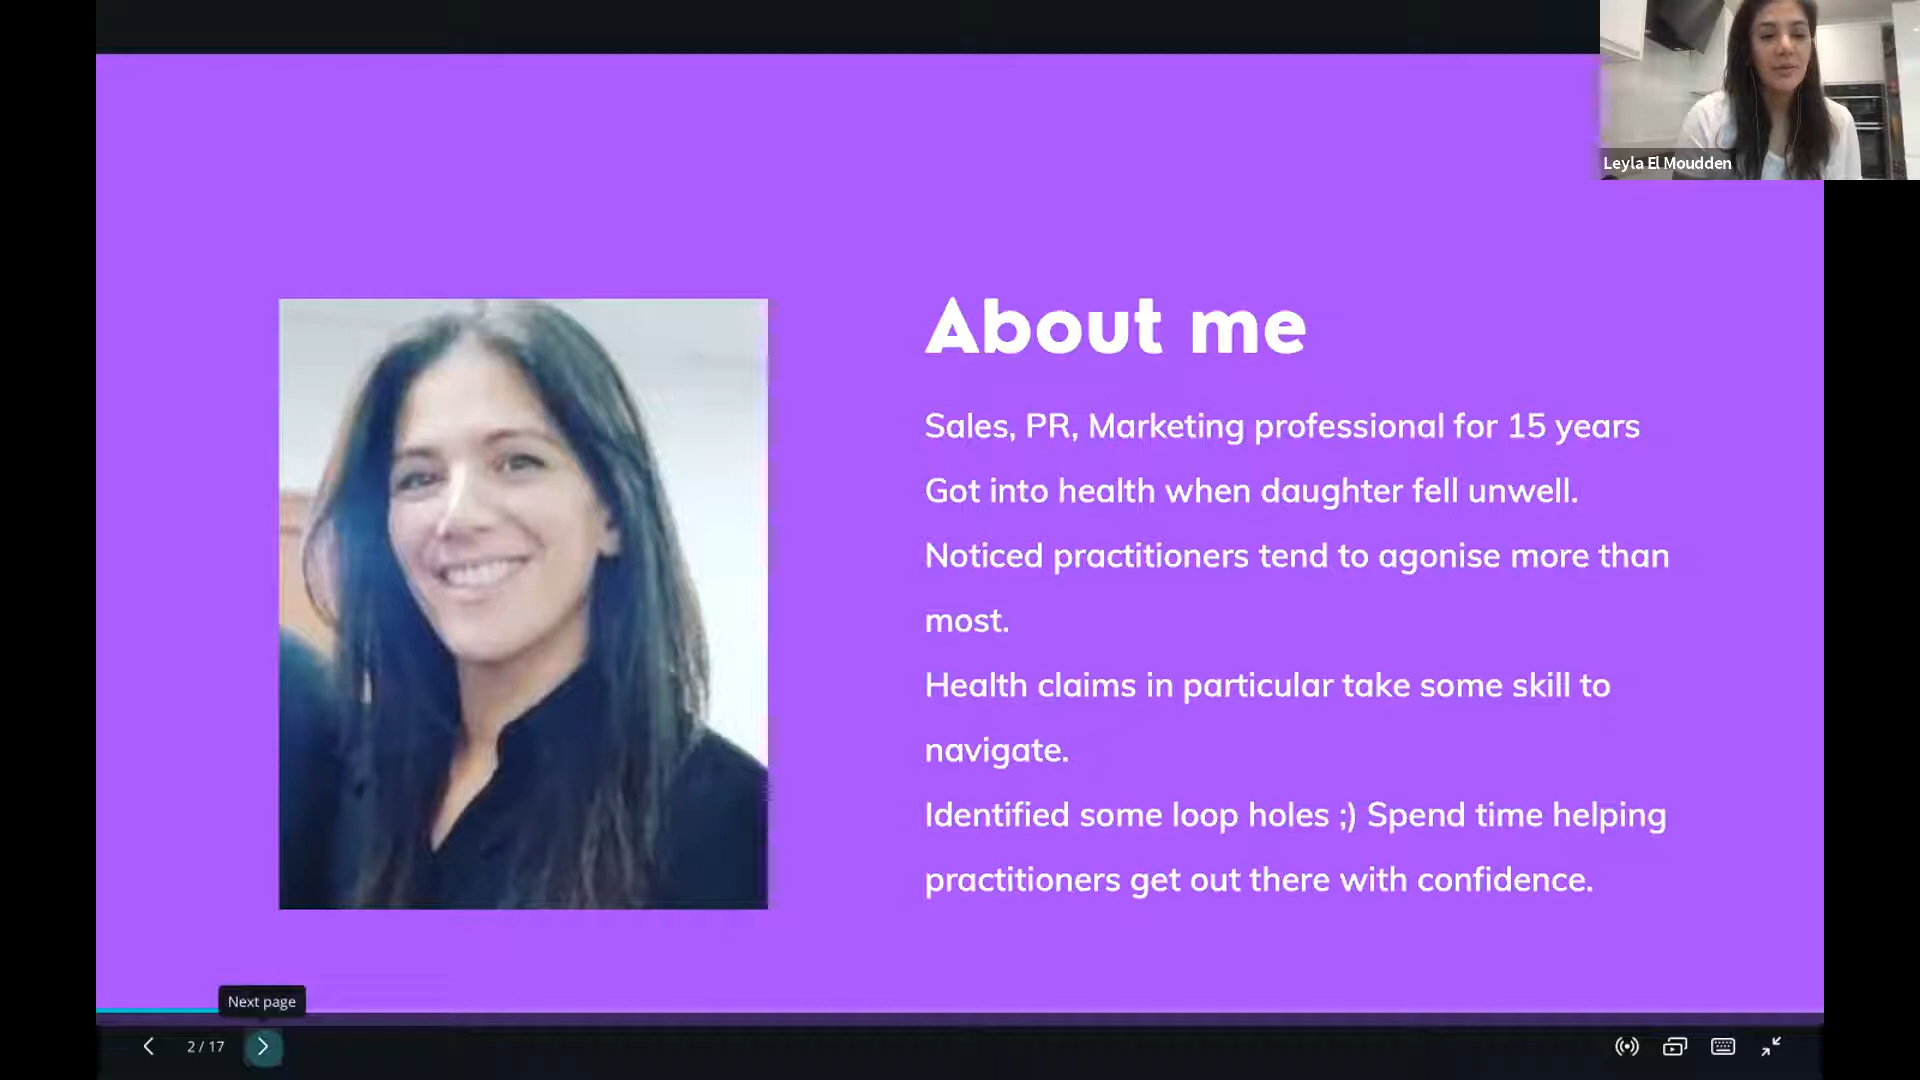 Leyla El Moudden
About me
Sales, PR, Marketing professional for 15 years
Got into health when daughter fell unwell.
Noticed practitioners tend to agonise more than
most.
Health claims in particular take some skill to
navigate.
Identified some loop holes ;) Spend time helping
practitioners get out there with confidence.
Next page
2 / 17